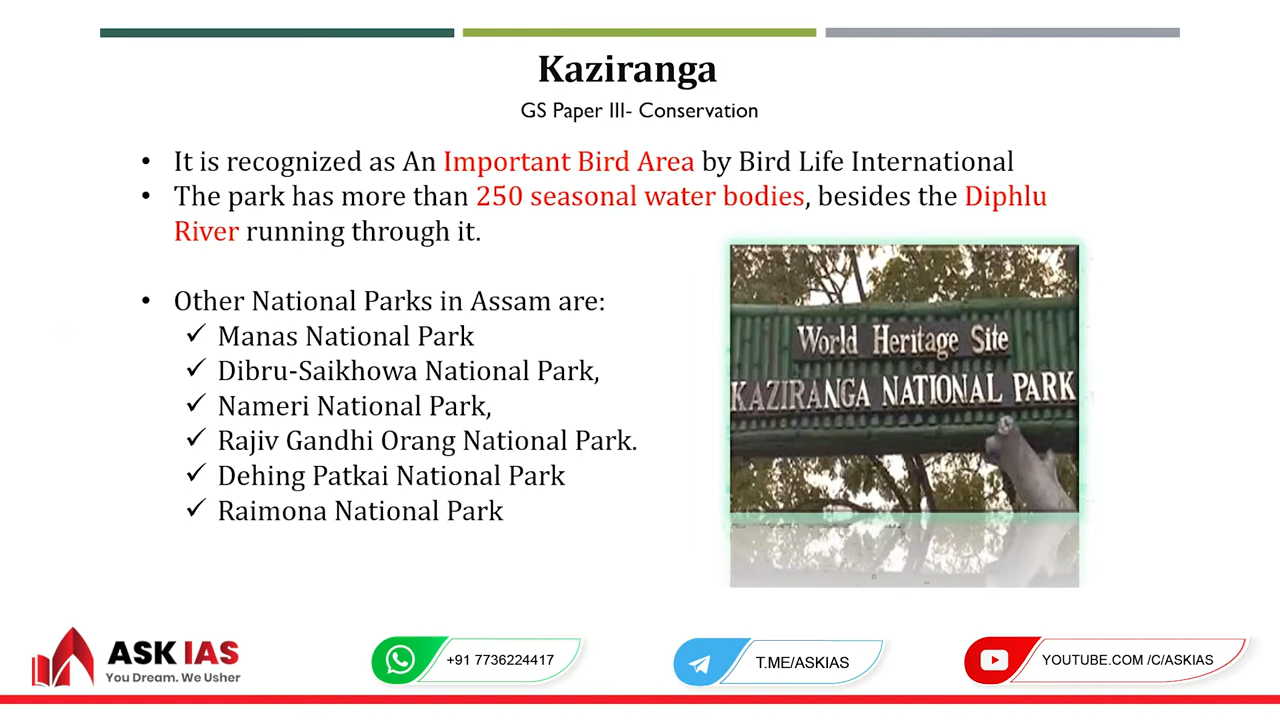 Kaziranga
GS Paper III- Conservation
• It is recognized as An Important Bird Area by Bird Life International
• The park has more than 250 seasonal water bodies, besides the Diphlu
River running through it.
• Other National Parks in Assam are:
✓ Manas National Park
✓ Dibru-Saikhowa National Park,
✓ Nameri National Park,
✓ Rajiv Gandhi Orang National Park.
✓ Dehing Patkai National Park
✓ Raimona National Park
World Heritage Site
KAZIRANGA NATIONAL PARK
ASK IAS
You Dream. We Usher
+91 7736224417
T.ME/ASKIAS
YOUTUBE.COM /C/ASKIAS